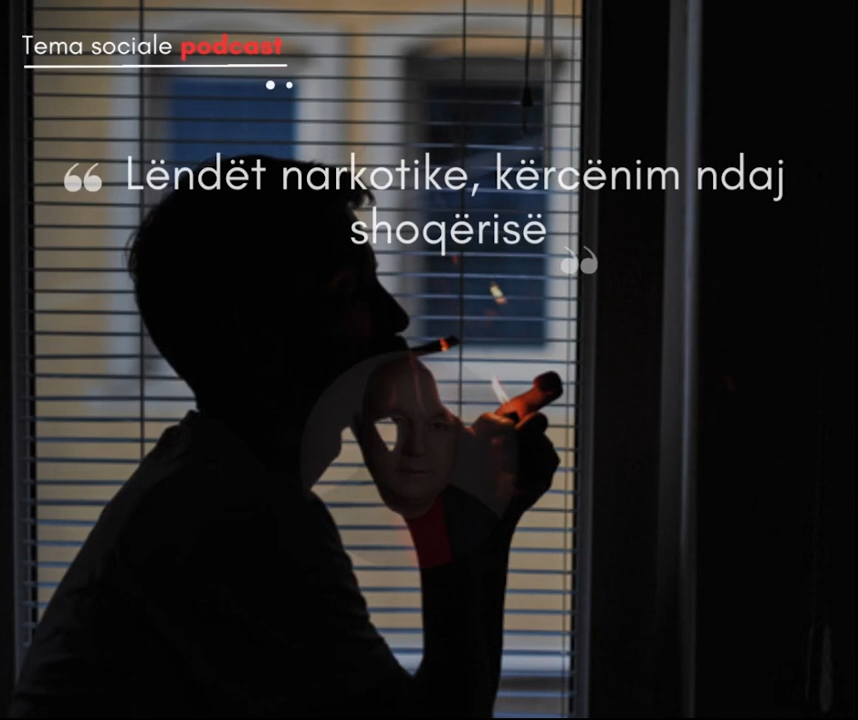 Tema sociale podcast
“ Lëndët narkotike, kërcënim ndaj
shoqërisë ”